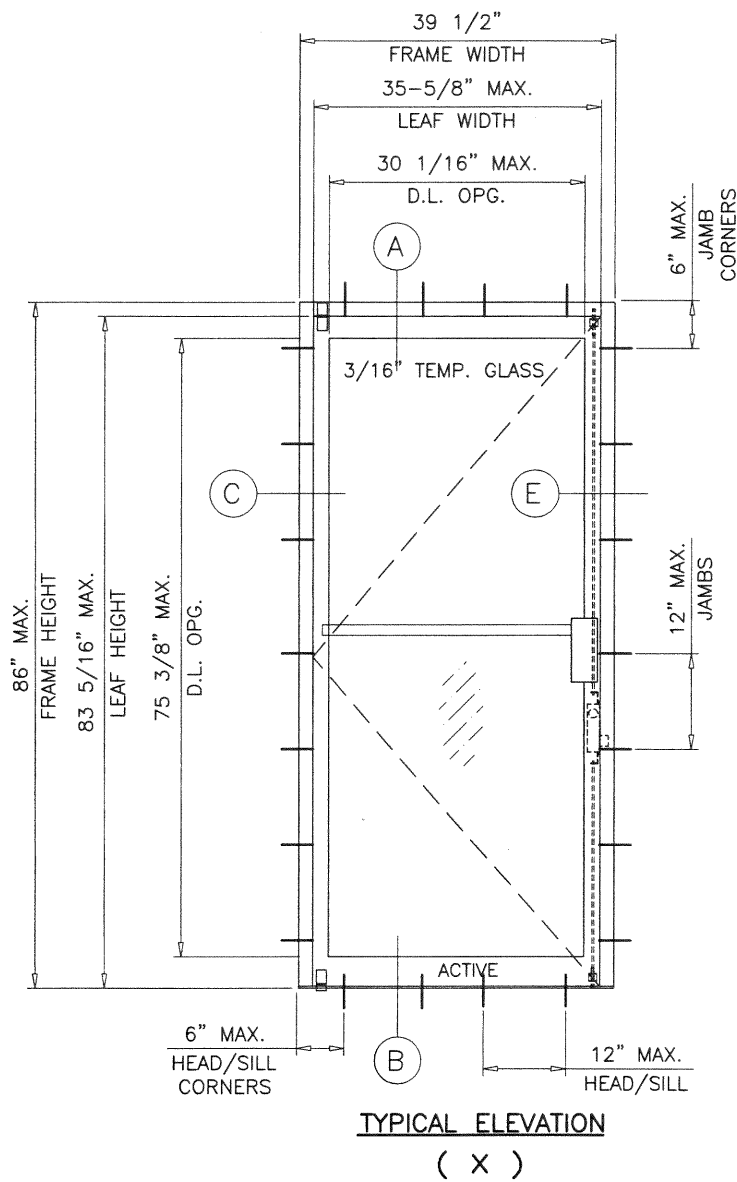 39 1/2"
FRAME WIDTH
35-5/8" MAX.
LEAF WIDTH
30 1/16" MAX.
D.L. OPG.
6" MAX.
JAMB
CORNERS
A
3/16" TEMP. GLASS
C
E
86" MAX.
FRAME HEIGHT
83 5/16" MAX.
LEAF HEIGHT
75 3/8" MAX.
D.L. OPG.
12" MAX.
JAMBS
ACTIVE
6" MAX.
HEAD/SILL
CORNERS
B
12" MAX.
HEAD/SILL
TYPICAL ELEVATION
( X )